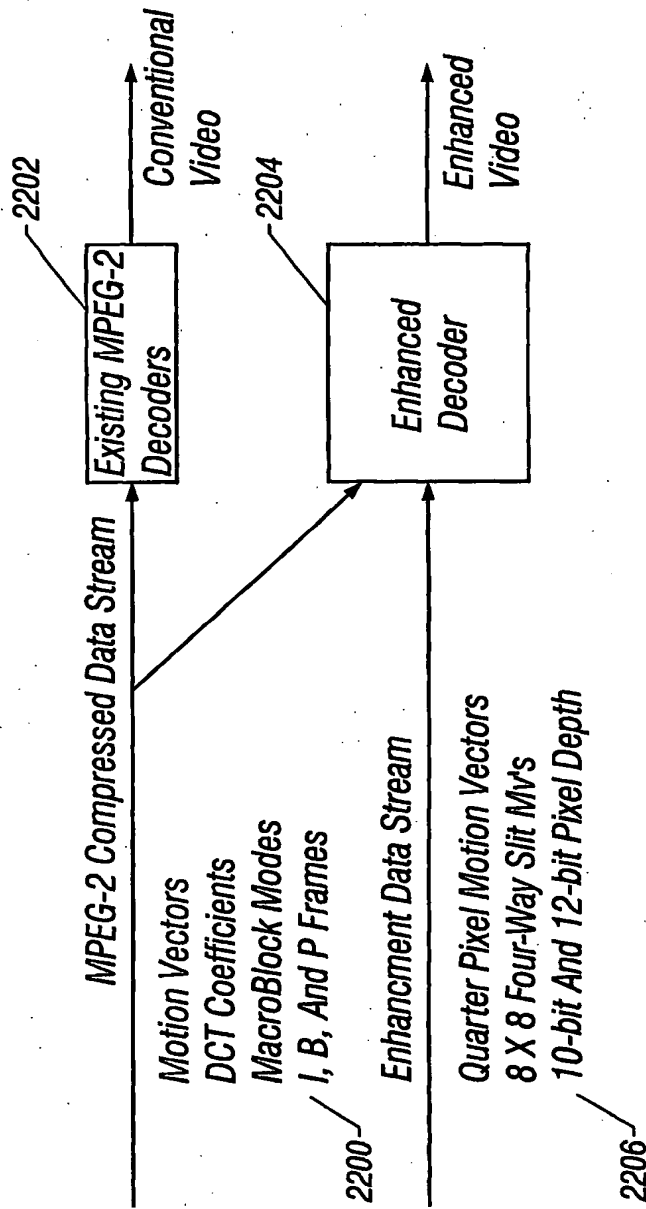 MPEG-2 Compressed Data Stream
Existing MPEG-2
Decoders
2202
Conventional
Video
Motion Vectors
DCT Coefficients
MacroBlock Modes
I, B, And P Frames
2200
Enhancment Data Stream
Enhanced
Decoder
2204
Enhanced
Video
Quarter Pixel Motion Vectors
8 X 8 Four-Way Slit Mv's
10-bit And 12-bit Pixel Depth
2206